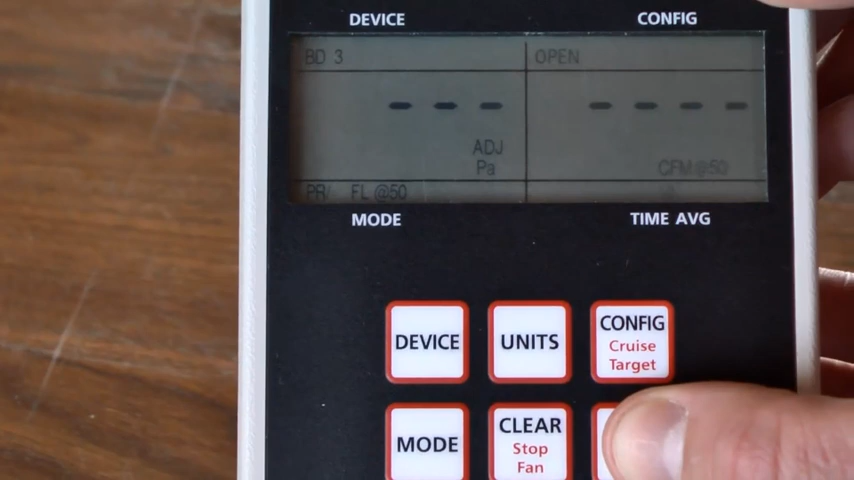 DEVICE CONFIG
BD 3 OPEN
- - - - - - -
ADJ
Pa CFM@50
PR/ FL @50
MODE TIME AVG
DEVICE UNITS CONFIG
Cruise
Target
MODE CLEAR
Stop
Fan